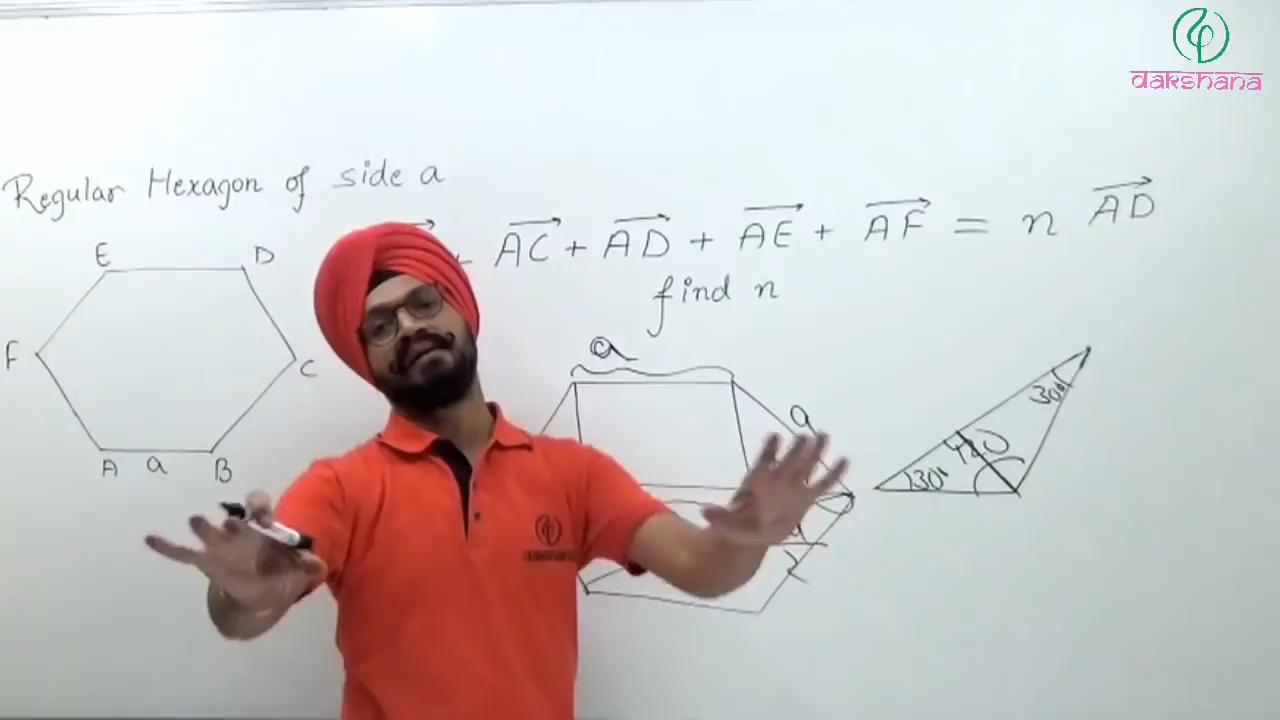 dakshana
Regular Hexagon of side a
AC + AD + AE + AF = n AD
find n
E
D
F
C
A
a
B
a
a
30°
120
30°